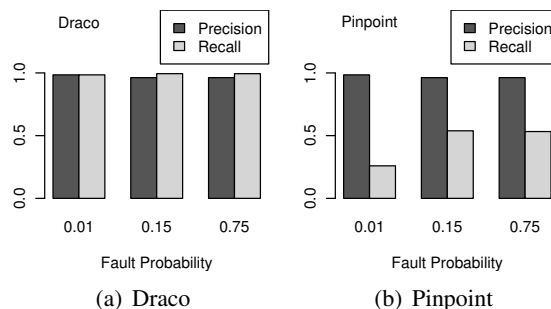 Draco
Precision
Recall
1.0
0.5
0.0
0.01 0.15 0.75
Fault Probability
(a) Draco
Pinpoint
Precision
Recall
1.0
0.5
0.0
0.01 0.15 0.75
Fault Probability
(b) Pinpoint